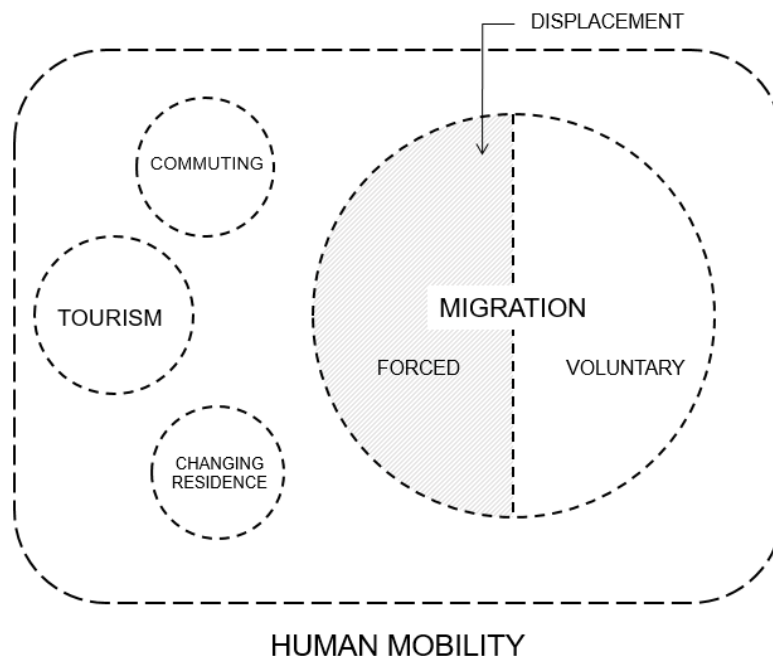 DISPLACEMENT
COMMUTING
TOURISM
MIGRATION
FORCED
VOLUNTARY
CHANGING
RESIDENCE
HUMAN MOBILITY